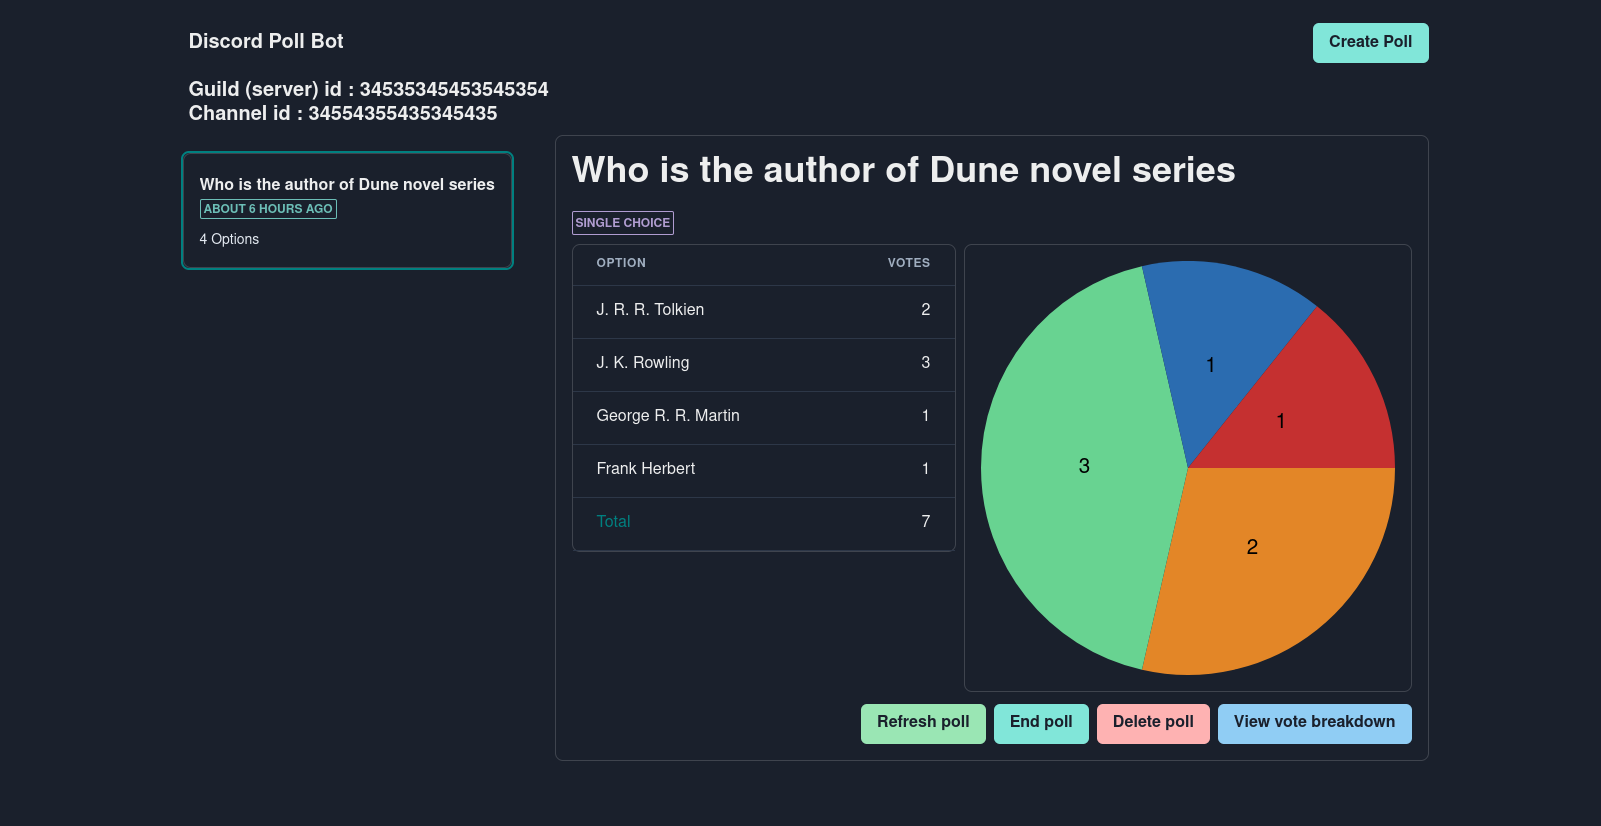 Discord Poll Bot
Create Poll
Guild (server) id : 34535345453545354
Channel id : 34554355435345435
Who is the author of Dune novel series
ABOUT 6 HOURS AGO
4 Options
Who is the author of Dune novel series
SINGLE CHOICE
OPTION VOTES
J. R. R. Tolkien 2
J. K. Rowling 3
George R. R. Martin 1
Frank Herbert 1
Total 7
1
1
3
2
Refresh poll
End poll
Delete poll
View vote breakdown